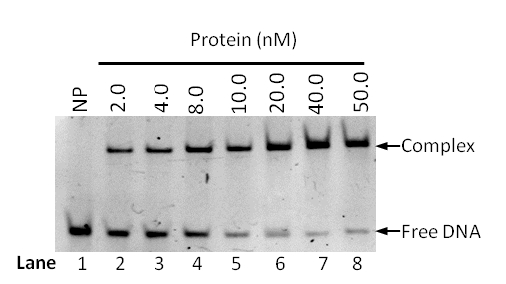 Protein (nM)
NP 2.0 4.0 8.0 10.0 20.0 40.0 50.0
Complex
Free DNA
Lane 1 2 3 4 5 6 7 8